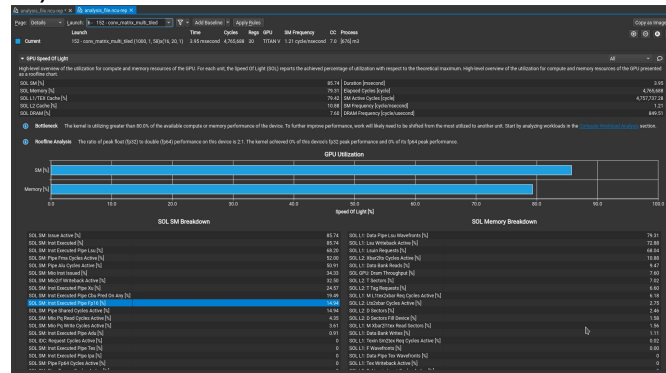 analysis_file.ncu-rep * ✕ analysis_file.ncu-rep ✕
Page: Details Launch: 152 - conv_matrix_multi_tiled Add Baseline Apply Rules Copy as Image
Launch Time Cycles Regs GPU SM Frequency CC Process
Current 152 - conv_matrix_multi_tiled (1000, 1, 50)x(16, 20, 1) 3.95 msecond 4,765,668 30 TITAN V 1.21 cycle/nsecond 7.0 [676] m3
GPU Speed Of Light All
High-level overview of the utilization for compute and memory resources of the GPU. For each unit, the Speed Of Light (SOL) reports the achieved percentage of utilization with respect to the theoretical maximum. High-level overview of the utilization for compute and memory resources of the GPU presented as a roofline chart.
SOL SM [%] 85.74 Duration [msecond] 3.95
SOL Memory [%] 79.31 Elapsed Cycles [cycle] 4,765,668
SOL L1/TEX Cache [%] 79.43 SM Active Cycles [cycle] 4,757,737.28
SOL L2 Cache [%] 10.88 SM Frequency [cycle/nsecond] 1.21
SOL DRAM [%] 7.60 DRAM Frequency [cycle/usecond] 849.51
Bottleneck The kernel is utilizing greater than 80.0% of the available compute or memory performance of the device. To further improve performance, work will likely need to be shifted from the most utilized to another unit. Start by analyzing workloads in the Compute Workload Analysis section.
Roofline Analysis The ratio of peak float (fp32) to double (fp64) performance on this device is 2:1. The kernel achieved 0% of this device's fp32 peak performance and 0% of its fp64 peak performance.
GPU Utilization
SM [%]
Memory [%]
0.0 10.0 20.0 30.0 40.0 50.0 60.0 70.0 80.0 90.0 100.0
Speed Of Light [%]
SOL SM Breakdown SOL Memory Breakdown
SOL SM: Issue Active [%] 85.74 SOL L1: Data Pipe Lsu Wavefronts [%] 79.31
SOL SM: Inst Executed [%] 85.74 SOL L1: Lsu Writeback Active [%] 72.88
SOL SM: Inst Executed Pipe Lsu [%] 68.20 SOL L1: Lsuin Requests [%] 68.04
SOL SM: Pipe Fma Cycles Active [%] 52.00 SOL L2: Xbar2lts Cycles Active [%] 10.88
SOL SM: Pipe Alu Cycles Active [%] 50.91 SOL L1: Data Bank Reads [%] 9.47
SOL SM: Mio Inst Issued [%] 34.33 SOL GPU: Dram Throughput [%] 7.60
SOL SM: Mio2rf Writeback Active [%] 32.50 SOL L2: T Sectors [%] 7.02
SOL SM: Inst Executed Pipe Xu [%] 24.57 SOL L2: T Tag Requests [%] 6.60
SOL SM: Inst Executed Pipe Cbu Pred On Any [%] 19.49 SOL L1: M L1tex2xbar Req Cycles Active [%] 6.18
SOL SM: Inst Executed Pipe Fp16 [%] 14.94 SOL L2: Lts2xbar Cycles Active [%] 2.75
SOL SM: Pipe Shared Cycles Active [%] 14.94 SOL L2: D Sectors [%] 2.46
SOL SM: Mio Pq Read Cycles Active [%] 4.35 SOL L2: D Sectors Fill Device [%] 1.58
SOL SM: Mio Pq Write Cycles Active [%] 3.61 SOL L1: M Xbar2l1tex Read Sectors [%] 1.56
SOL SM: Inst Executed Pipe Adu [%] 0.91 SOL L1: Data Bank Writes [%] 1.11
SOL IDC: Request Cycles Active [%] 0 SOL L1: Texin Sm2tex Req Cycles Active [%] 0.02
SOL SM: Inst Executed Pipe Tex [%] 0 SOL L1: F Wavefronts [%] 0.00
SOL SM: Inst Executed Pipe Ipa [%] 0 SOL L1: Data Pipe Tex Wavefronts [%] 0
SOL SM: Pipe Fp64 Cycles Active [%] 0 SOL L1: Tex Writeback Active [%] 0